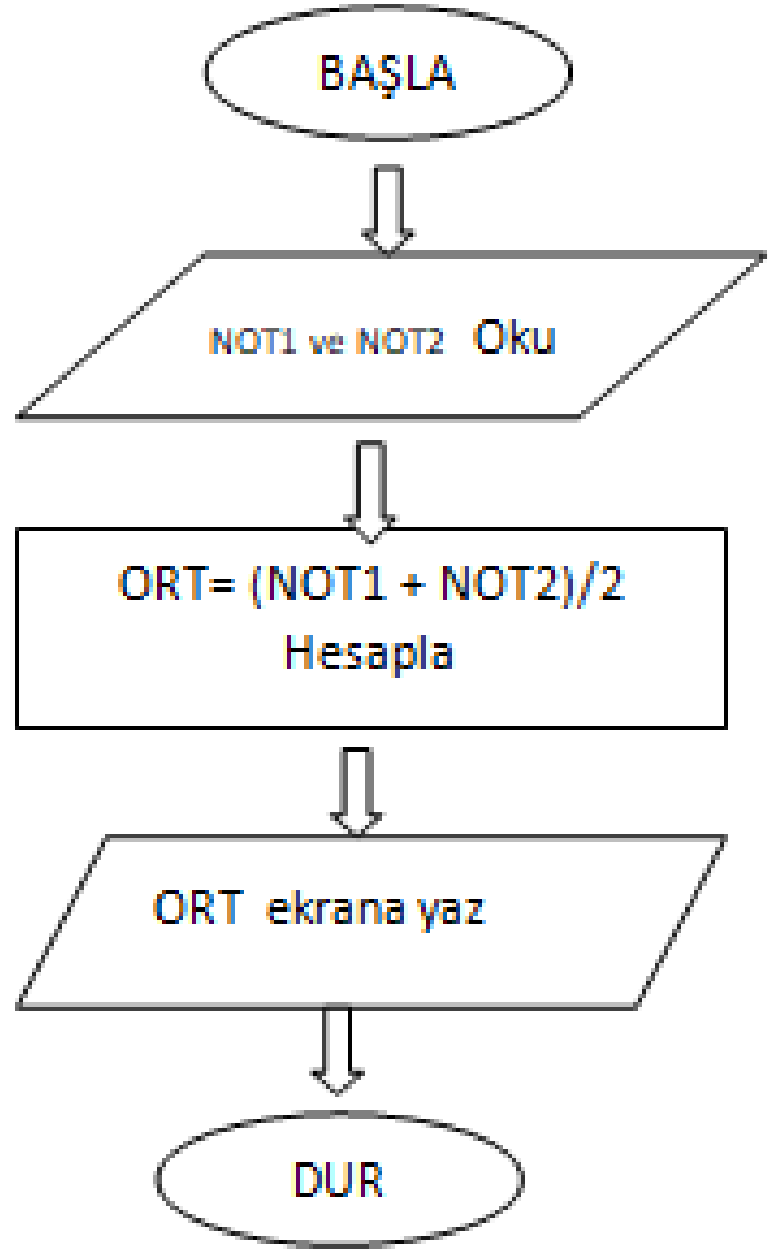 BAŞLA
NOT1 ve NOT2 Oku
ORT= (NOT1 + NOT2)/2
Hesapla
ORT ekrana yaz
DUR